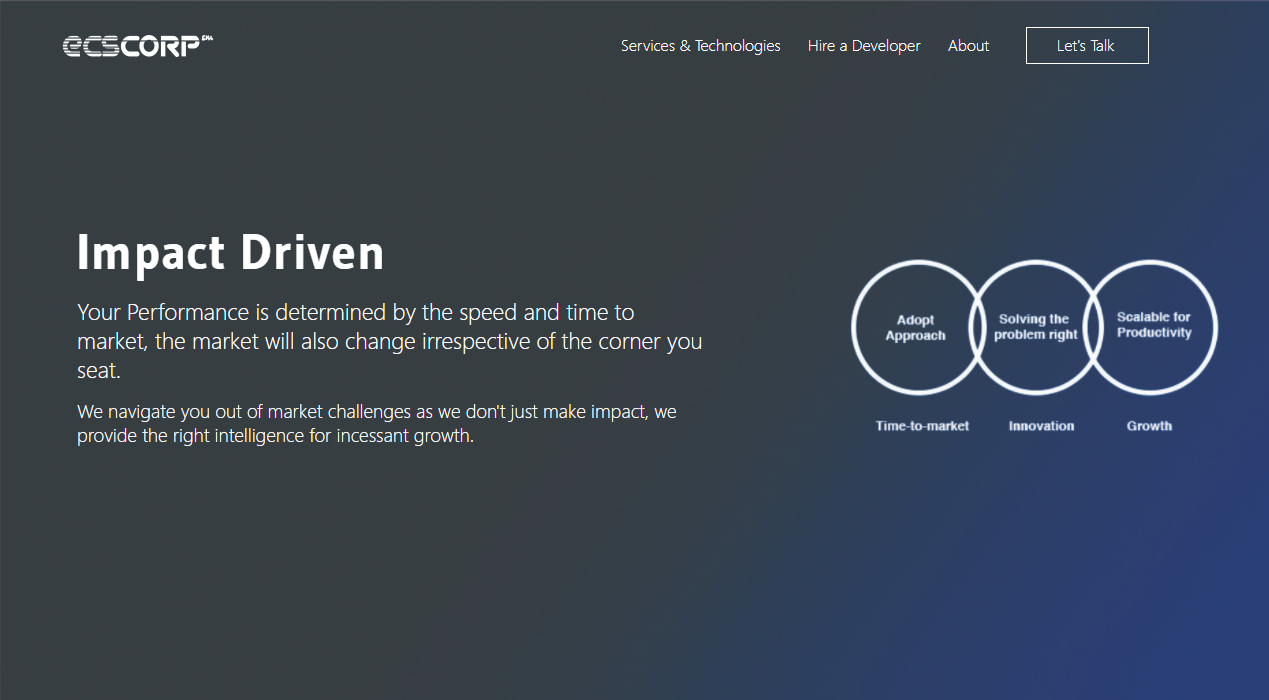 ecsCORP SM
Services & Technologies
Hire a Developer
About
Let's Talk
Impact Driven
Your Performance is determined by the speed and time to
market, the market will also change irrespective of the corner you
seat.
We navigate you out of market challenges as we don't just make impact, we
provide the right intelligence for incessant growth.
Adopt
Approach
Solving the
problem right
Scalable for
Productivity
Time-to-market
Innovation
Growth